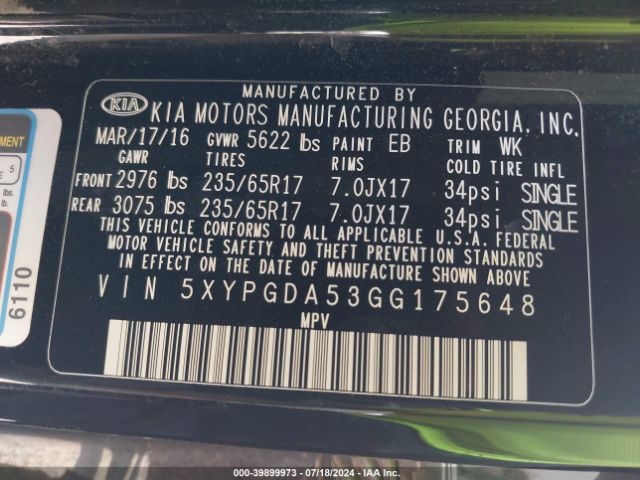 MANUFACTURED BY
KIA KIA MOTORS MANUFACTURING GEORGIA, INC.
MAR/17/16 GVWR 5622 lbs PAINT EB TRIM WK
GAWR TIRES RIMS COLD TIRE INFL
FRONT 2976 lbs 235/65R17 7.0JX17 34psi SINGLE
REAR 3075 lbs 235/65R17 7.0JX17 34psi SINGLE
THIS VEHICLE CONFORMS TO ALL APPLICABLE U.S.A. FEDERAL
MOTOR VEHICLE SAFETY AND THEFT PREVENTION STANDARDS
IN EFFECT ON THE DATE OF MANUFACTURE SHOWN ABOVE.
VIN 5XYPGDA53GG175648
MPV
MENT
5
lbs.
lbs.
6110
000-39899973 - 07/18/2024 - IAA Inc. (c)